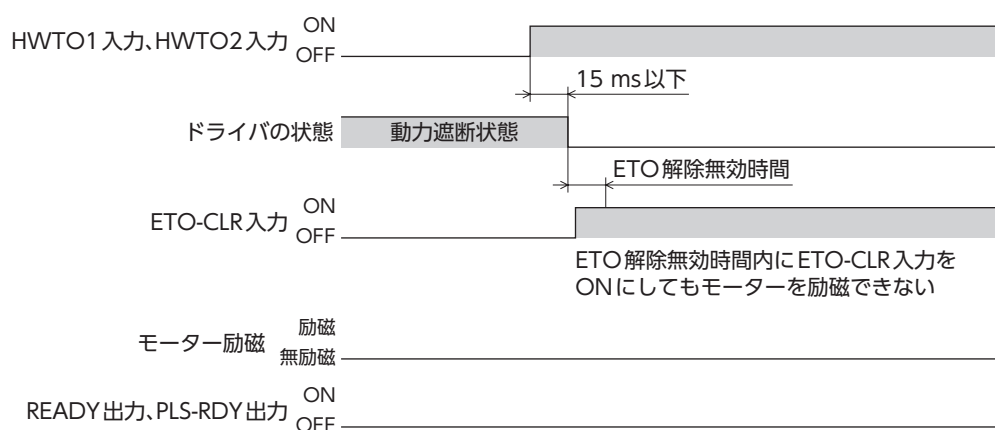 ON
HWTO1入力、HWTO2入力
OFF
15 ms以下
ドライバの状態
動力遮断状態
ETO解除無効時間
ON
ETO-CLR入力
OFF
ETO解除無効時間内にETO-CLR入力を
ONにしてもモーターを励磁できない
励磁
モーター励磁
無励磁
ON
READY出力、PLS-RDY出力
OFF